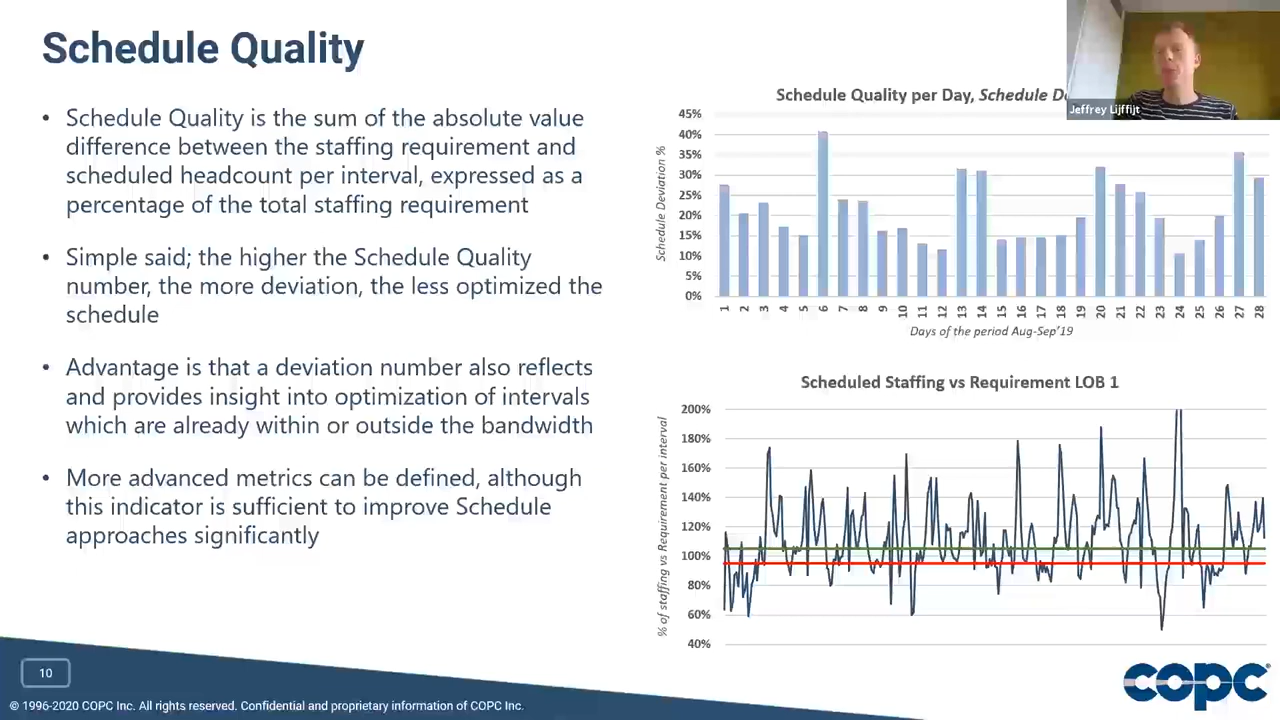 Schedule Quality
• Schedule Quality is the sum of the absolute value
difference between the staffing requirement and
scheduled headcount per interval, expressed as a
percentage of the total staffing requirement
• Simple said; the higher the Schedule Quality
number, the more deviation, the less optimized the
schedule
• Advantage is that a deviation number also reflects
and provides insight into optimization of intervals
which are already within or outside the bandwidth
• More advanced metrics can be defined, although
this indicator is sufficient to improve Schedule
approaches significantly
Jeffrey Lijffijt
Schedule Quality per Day, Schedule De
Schedule Deviation %
45%
40%
35%
30%
25%
20%
15%
10%
5%
0%
1 2 3 4 5 6 7 8 9 10 11 12 13 14 15 16 17 18 19 20 21 22 23 24 25 26 27 28
Days of the period Aug-Sep'19
Scheduled Staffing vs Requirement LOB 1
% of staffing vs Requirement per interval
200%
180%
160%
140%
120%
100%
80%
60%
40%
10
© 1996-2020 COPC Inc. All rights reserved. Confidential and proprietary information of COPC Inc.
copc®